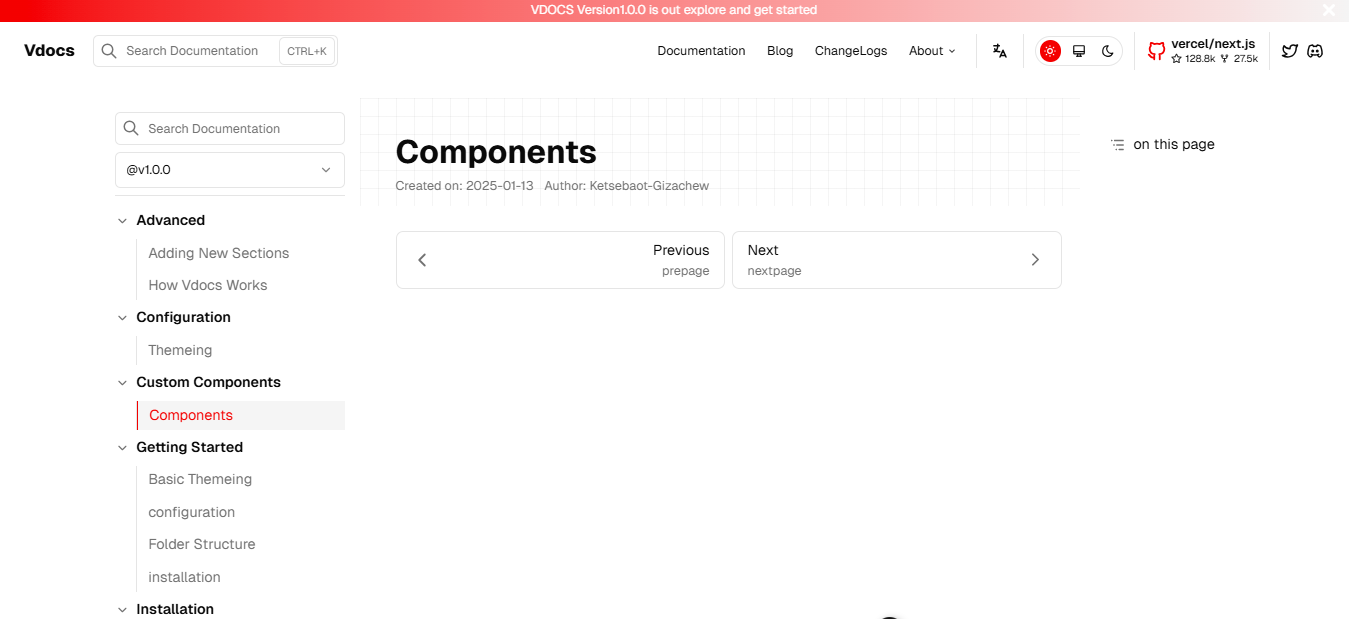 VDOCS Version1.0.0 is out explore and get started
Vdocs
Search Documentation CTRL+K
Documentation Blog ChangeLogs About
vercel/next.js
128.8k 27.5k
Search Documentation
@v1.0.0
Advanced
Adding New Sections
How Vdocs Works
Configuration
Themeing
Custom Components
Components
Getting Started
Basic Themeing
configuration
Folder Structure
installation
Installation
Components
Created on: 2025-01-13 Author: Ketsebaot-Gizachew
Previous
prepage
Next
nextpage
on this page